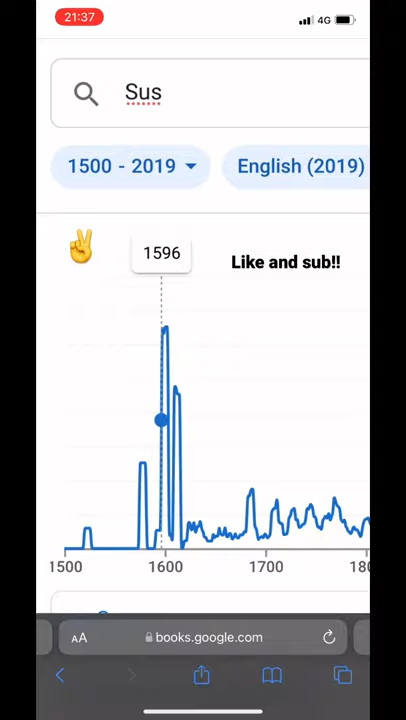 21:37
4G
Sus
1500 - 2019
English (2019)
1596
Like and sub!!
1500 1600 1700
AA books.google.com